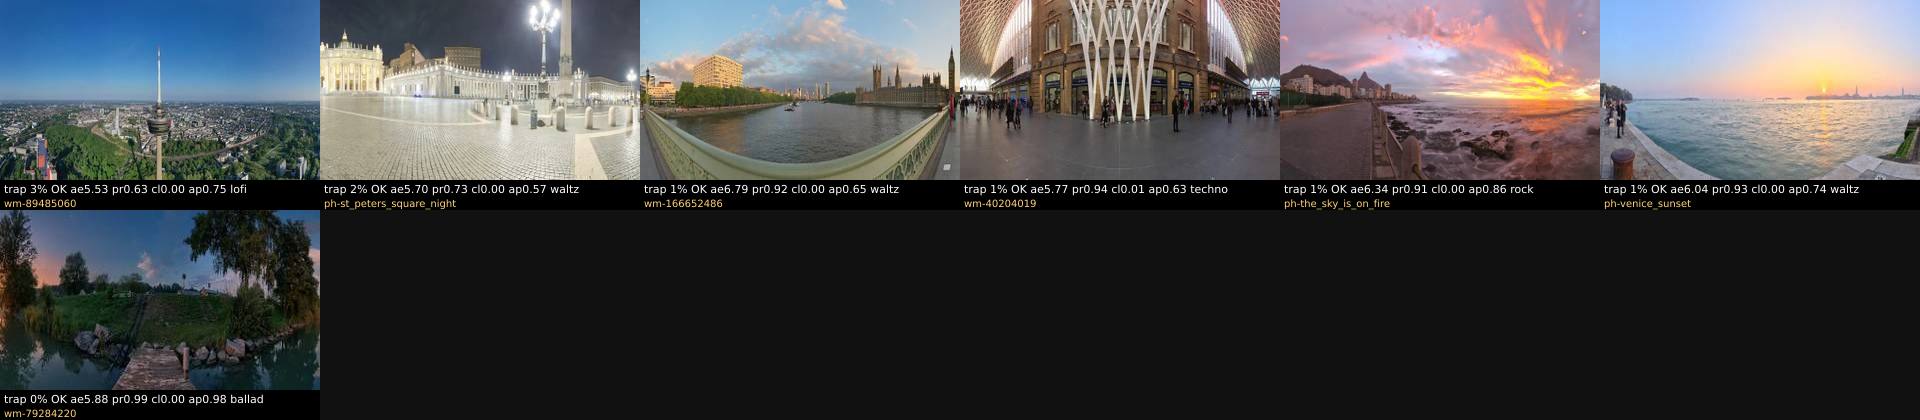 trap 3% OK ae5.53 pr0.63 cl0.00 ap0.75 lofi
wm-89485060
trap 2% OK ae5.70 pr0.73 cl0.00 ap0.57 waltz
ph-st_peters_square_night
trap 1% OK ae6.79 pr0.92 cl0.00 ap0.65 waltz
wm-166652486
trap 1% OK ae5.77 pr0.94 cl0.01 ap0.63 techno
wm-40204019
trap 1% OK ae6.34 pr0.91 cl0.00 ap0.86 rock
ph-the_sky_is_on_fire
trap 1% OK ae6.04 pr0.93 cl0.00 ap0.74 waltz
ph-venice_sunset
trap 0% OK ae5.88 pr0.99 cl0.00 ap0.98 ballad
wm-79284220